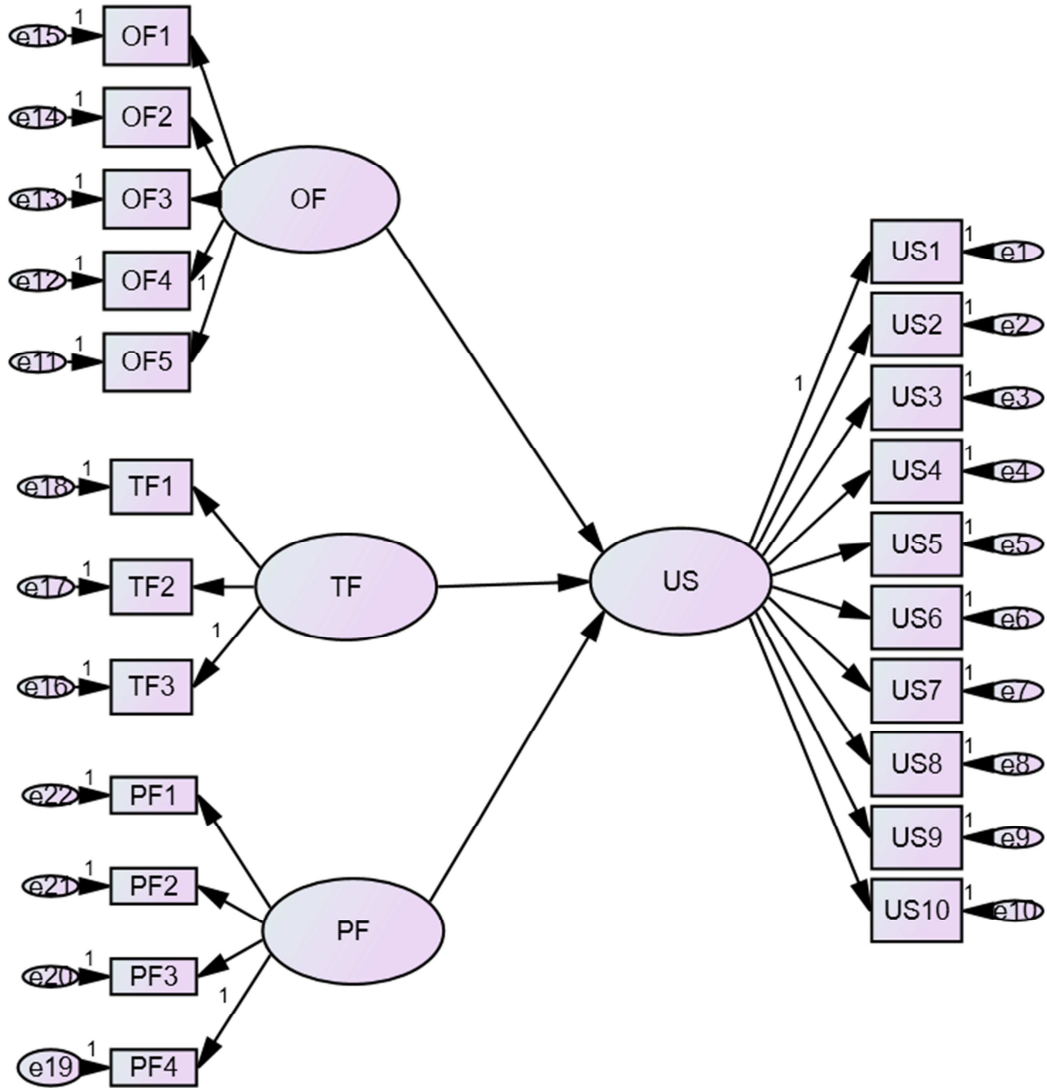 e15 1 OF1
e14 1 OF2
e13 1 OF3
OF
e12 1 OF4
1
e11 1 OF5
e18 1 TF1
e17 1 TF2
TF
1
e16 1 TF3
e22 1 PF1
e21 1 PF2
PF
e20 1 PF3
1
e19 1 PF4
US
1
US1 1 e1
US2 1 e2
US3 1 e3
US4 1 e4
US5 1 e5
US6 1 e6
US7 1 e7
US8 1 e8
US9 1 e9
US10 1 e10